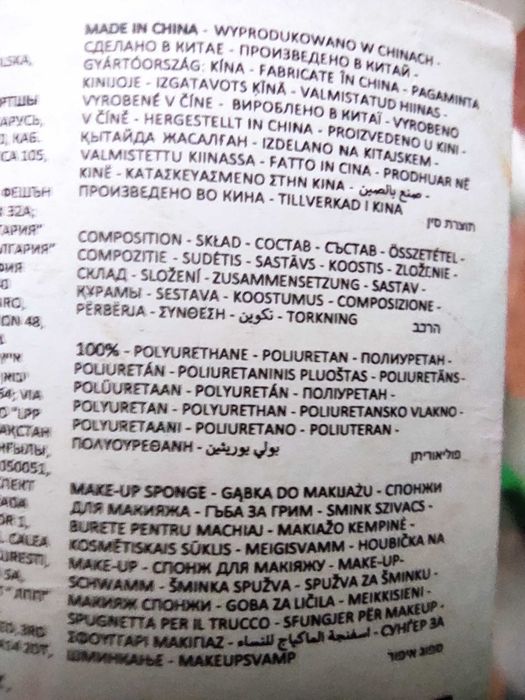 MADE IN CHINA - WYPRODUKOWANO W CHINACH -
СДЕЛАНО В КИТАЕ - ПРОИЗВЕДЕНО В КИТАЙ -
GYÁRTÓORSZÁG: KÍNA - FABRICATE ÎN CHINA - PAGAMINTA
KINIJOJE - IZGATAVOTS ĶĪNĀ - VALMISTATUD HIINAS -
VYROBENÉ V ČÍNE - ВИРОБЛЕНО В КИТАЇ - VYROBENO
V ČÍNĚ - HERGESTELLT IN CHINA - PROIZVEDENO U KINI -
ҚЫТАЙДА ЖАСАЛҒАН - IZDELANO NA KITAJSKEM -
VALMISTETTU KIINASSA - FATTO IN CINA - PRODHUAR NË
KINË - ΚΑΤΑΣΚΕΥΑΣΜΕΝΟ ΣΤΗΝ ΚΙΝΑ - صنع بالصين -
ПРОИЗВЕДЕНО ВО КИНА - TILLVERKAD I KINA
תוצרת סין
COMPOSITION - SKŁAD - СОСТАВ - СЪСТАВ - ÖSSZETÉTEL -
COMPOZITIE - SUDĖTIS - SASTĀVS - KOOSTIS - ZLOŽENIE -
СКЛАД - SLOŽENÍ - ZUSAMMENSETZUNG - SASTAV -
ҚҰРАМЫ - SESTAVA - KOOSTUMUS - COMPOSIZIONE -
PËRBËRJA - ΣΥΝΘΕΣΗ - تكوين - TORKNING
הרכב
100% - POLYURETHANE - POLIURETAN - ПОЛИУРЕТАН -
POLIURETÁN - POLIURETANINIS PLUOŠTAS - POLIURETĀNS -
POLÜURETAAN - POLYURETÁN - ПОЛІУРЕТАН -
POLYURETAN - POLYURETHAN - POLIURETANSKO VLAKNO -
POLYURETAANI - POLIURETANO - POLIUTERAN -
ΠΟΛΥΟΥΡΕΘΑΝΗ - بولي يوريثين
פוליאוריתן
MAKE-UP SPONGE - GĄBKA DO MAKIJAŻU - СПОНЖИ
ДЛЯ МАКИЯЖА - ГЪБА ЗА ГРИМ - SMINK SZIVACS -
BURETE PENTRU MACHIAJ - MAKIAŽO KEMPINĖ -
KOSMĒTISKAIS SŪKLIS - MEIGISVAMM - HOUBIČKA NA
MAKE-UP - СПОНЖ ДЛЯ МАКІЯЖУ - MAKE-UP-
SCHWAMM - ŠMINKA SPUŽVA - SPUŽVA ZA ŠMINKU -
МАКИЯЖ СПОНЖИ - GOBA ZA LIČILA - MEIKKISIENI -
SPUGNETTA PER IL TRUCCO - SFUNGJER PËR MAKEUP -
ΣΦΟΥΓΓΑΡΙ ΜΑΚΙΓΙΑΖ - اسفنجة الماكياج للنساء - СУНЃЕР ЗА
ШМИНКАЊЕ - MAKEUPSVAMP
ספוג איפור